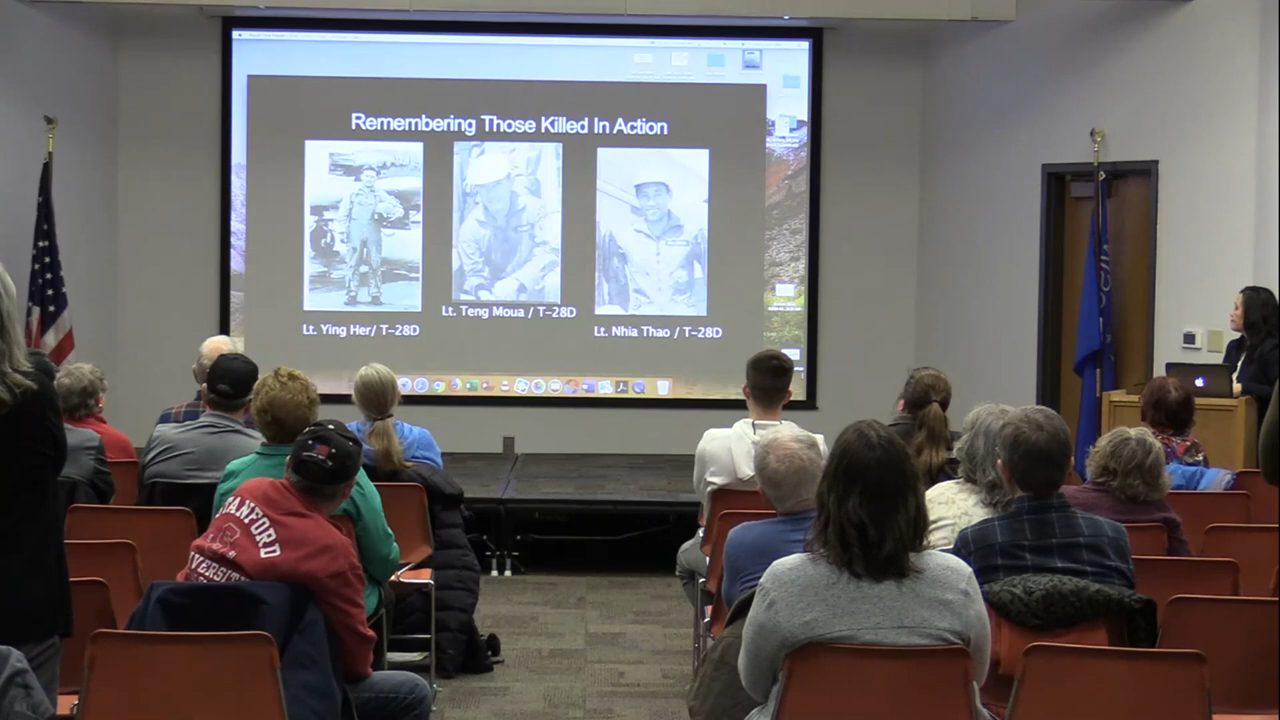 Remembering Those Killed In Action
Lt. Ying Her/ T-28D
Lt. Teng Moua / T-28D
Lt. Nhia Thao / T-28D
STANFORD